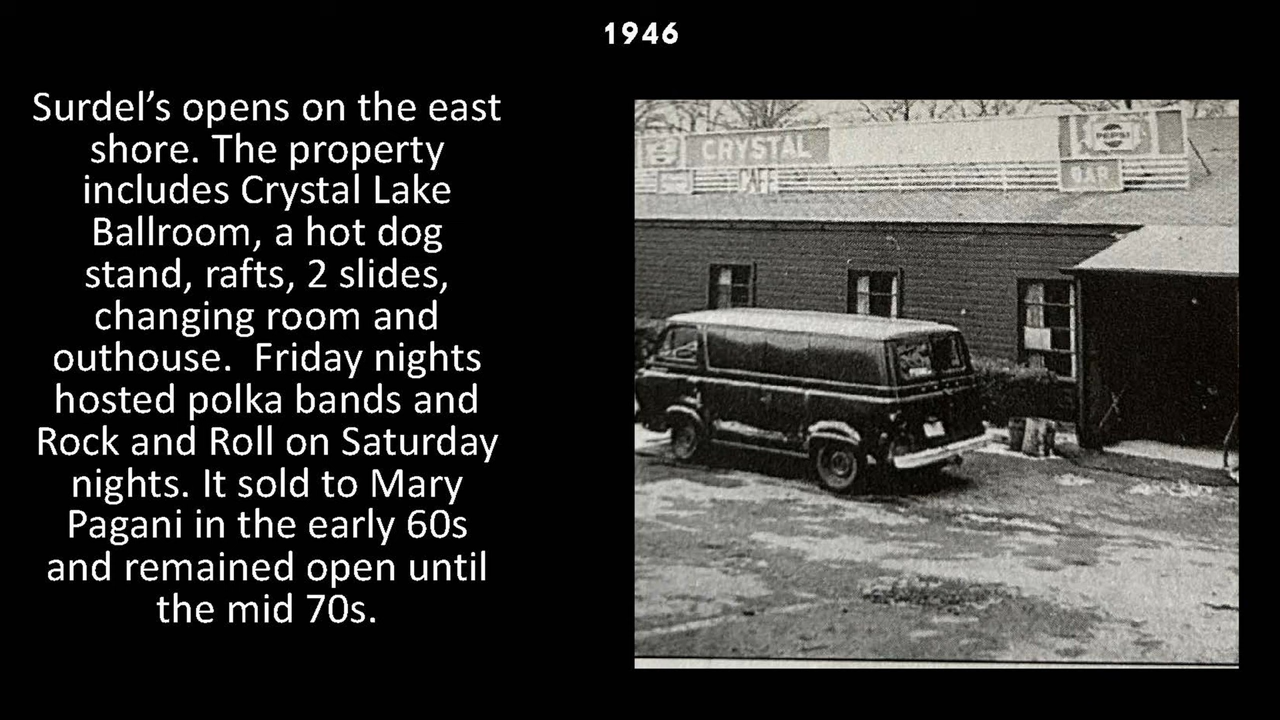 1946
Surdel’s opens on the east
shore. The property
includes Crystal Lake
Ballroom, a hot dog
stand, rafts, 2 slides,
changing room and
outhouse.  Friday nights
hosted polka bands and
Rock and Roll on Saturday
nights. It sold to Mary
Pagani in the early 60s
and remained open until
the mid 70s.
CRYSTAL
PEPSI
BAR